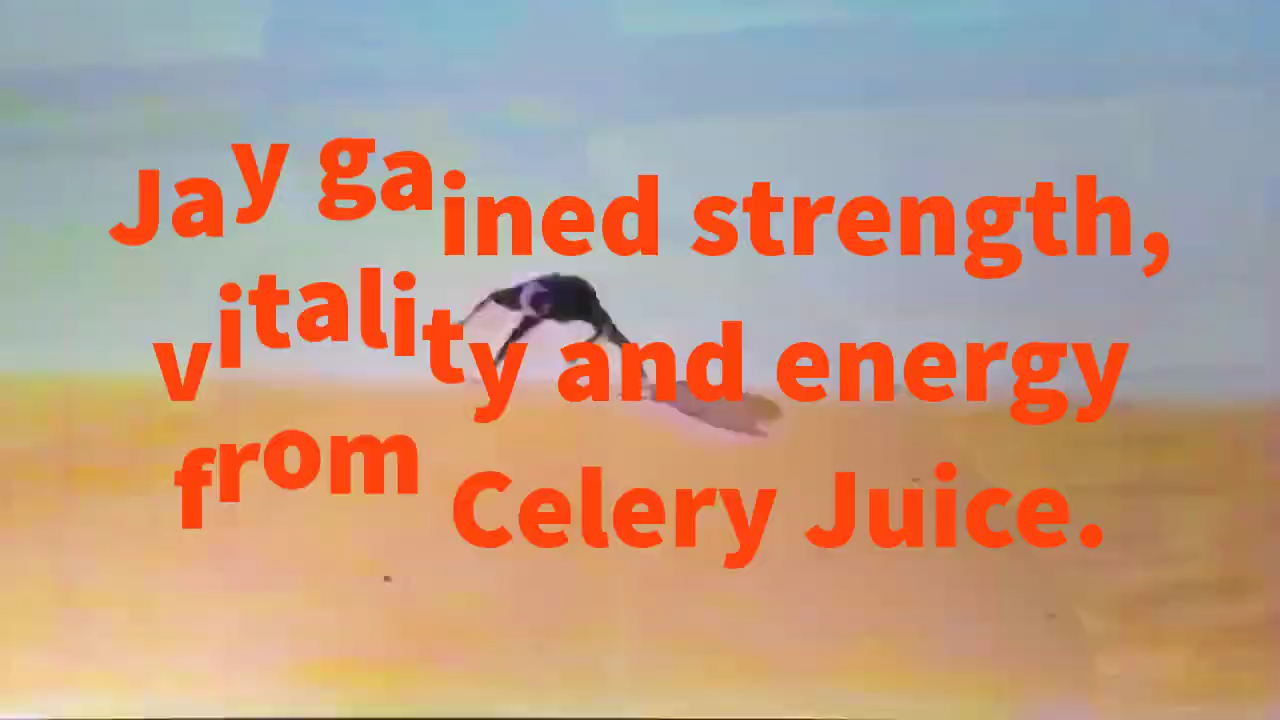 Jay gained strength,
vitality and energy
from Celery Juice.